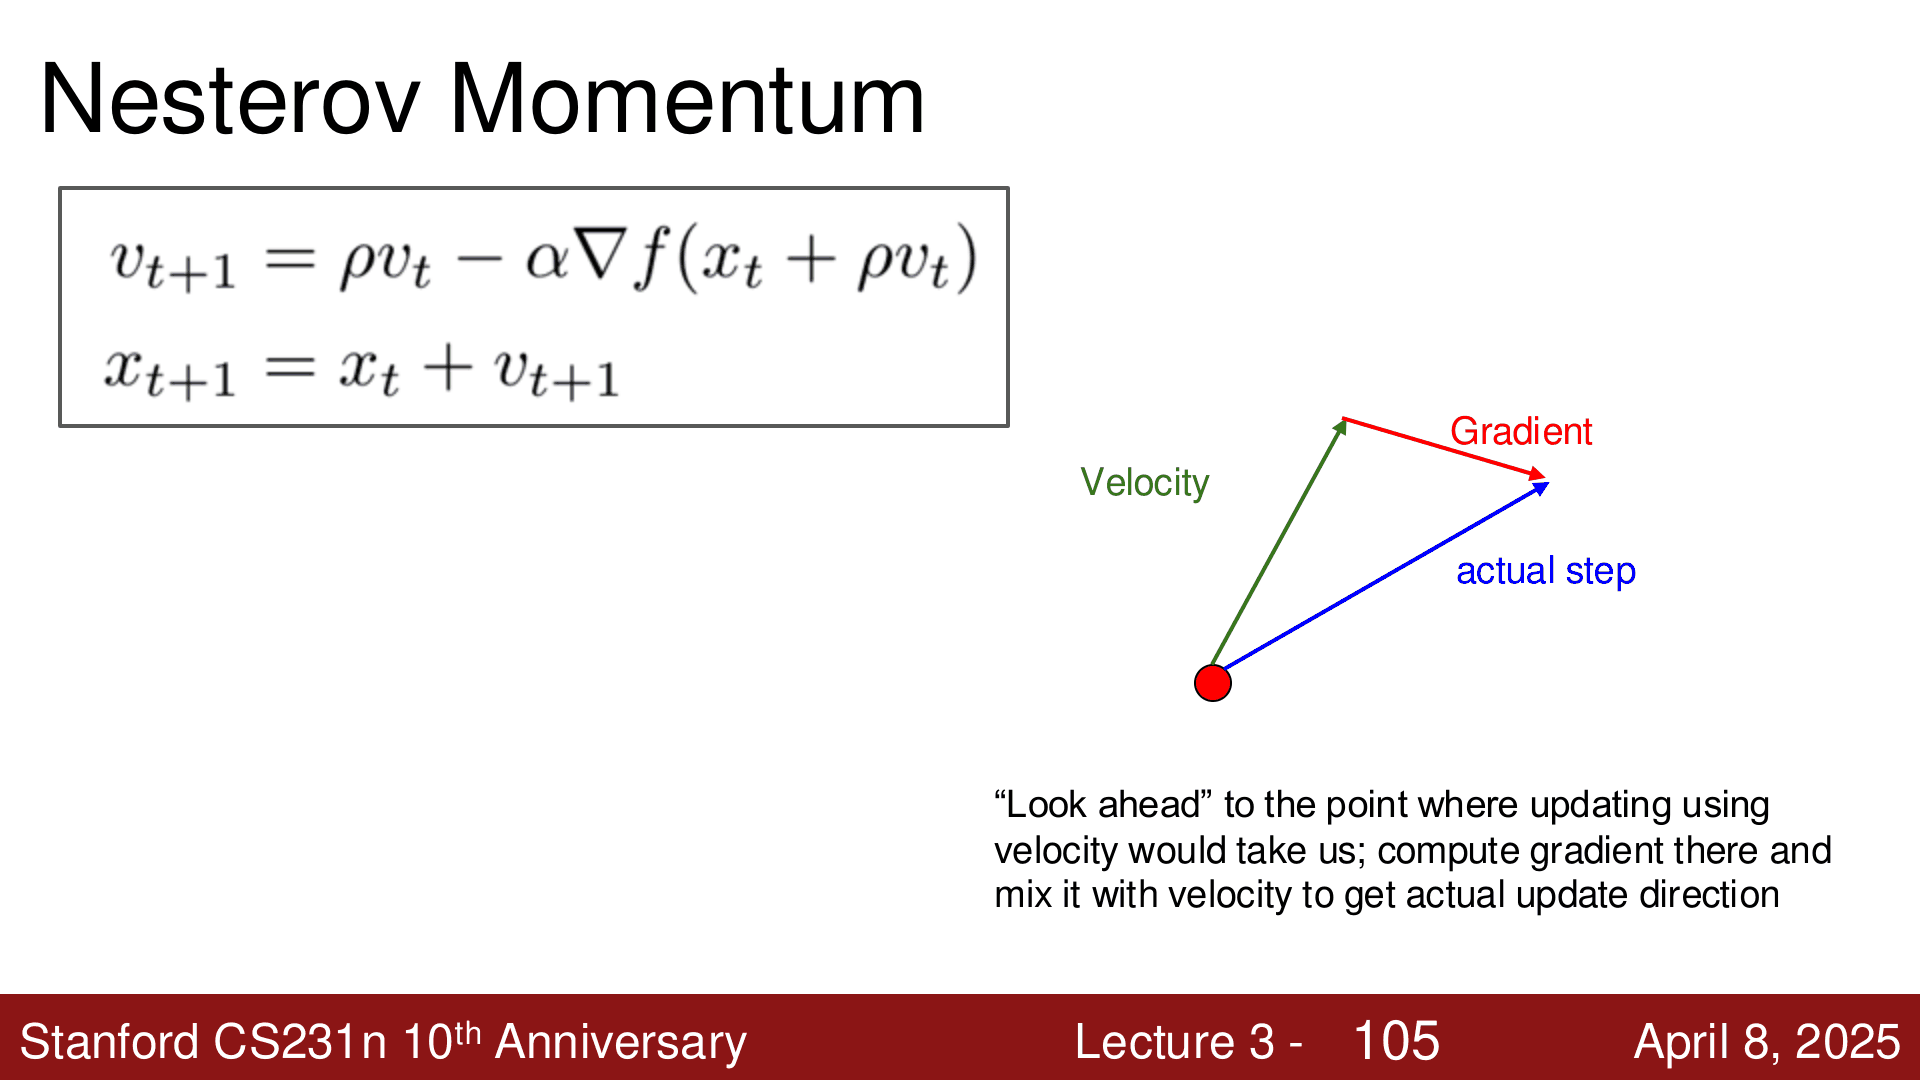 Nesterov Momentum
v_{t+1} = ρv_t − α∇f(x_t + ρv_t)
x_{t+1} = x_t + v_{t+1}
Gradient
Velocity
actual step
“Look ahead” to the point where updating using
velocity would take us; compute gradient there and
mix it with velocity to get actual update direction
Stanford CS231n 10th Anniversary
Lecture 3 - 105
April 8, 2025